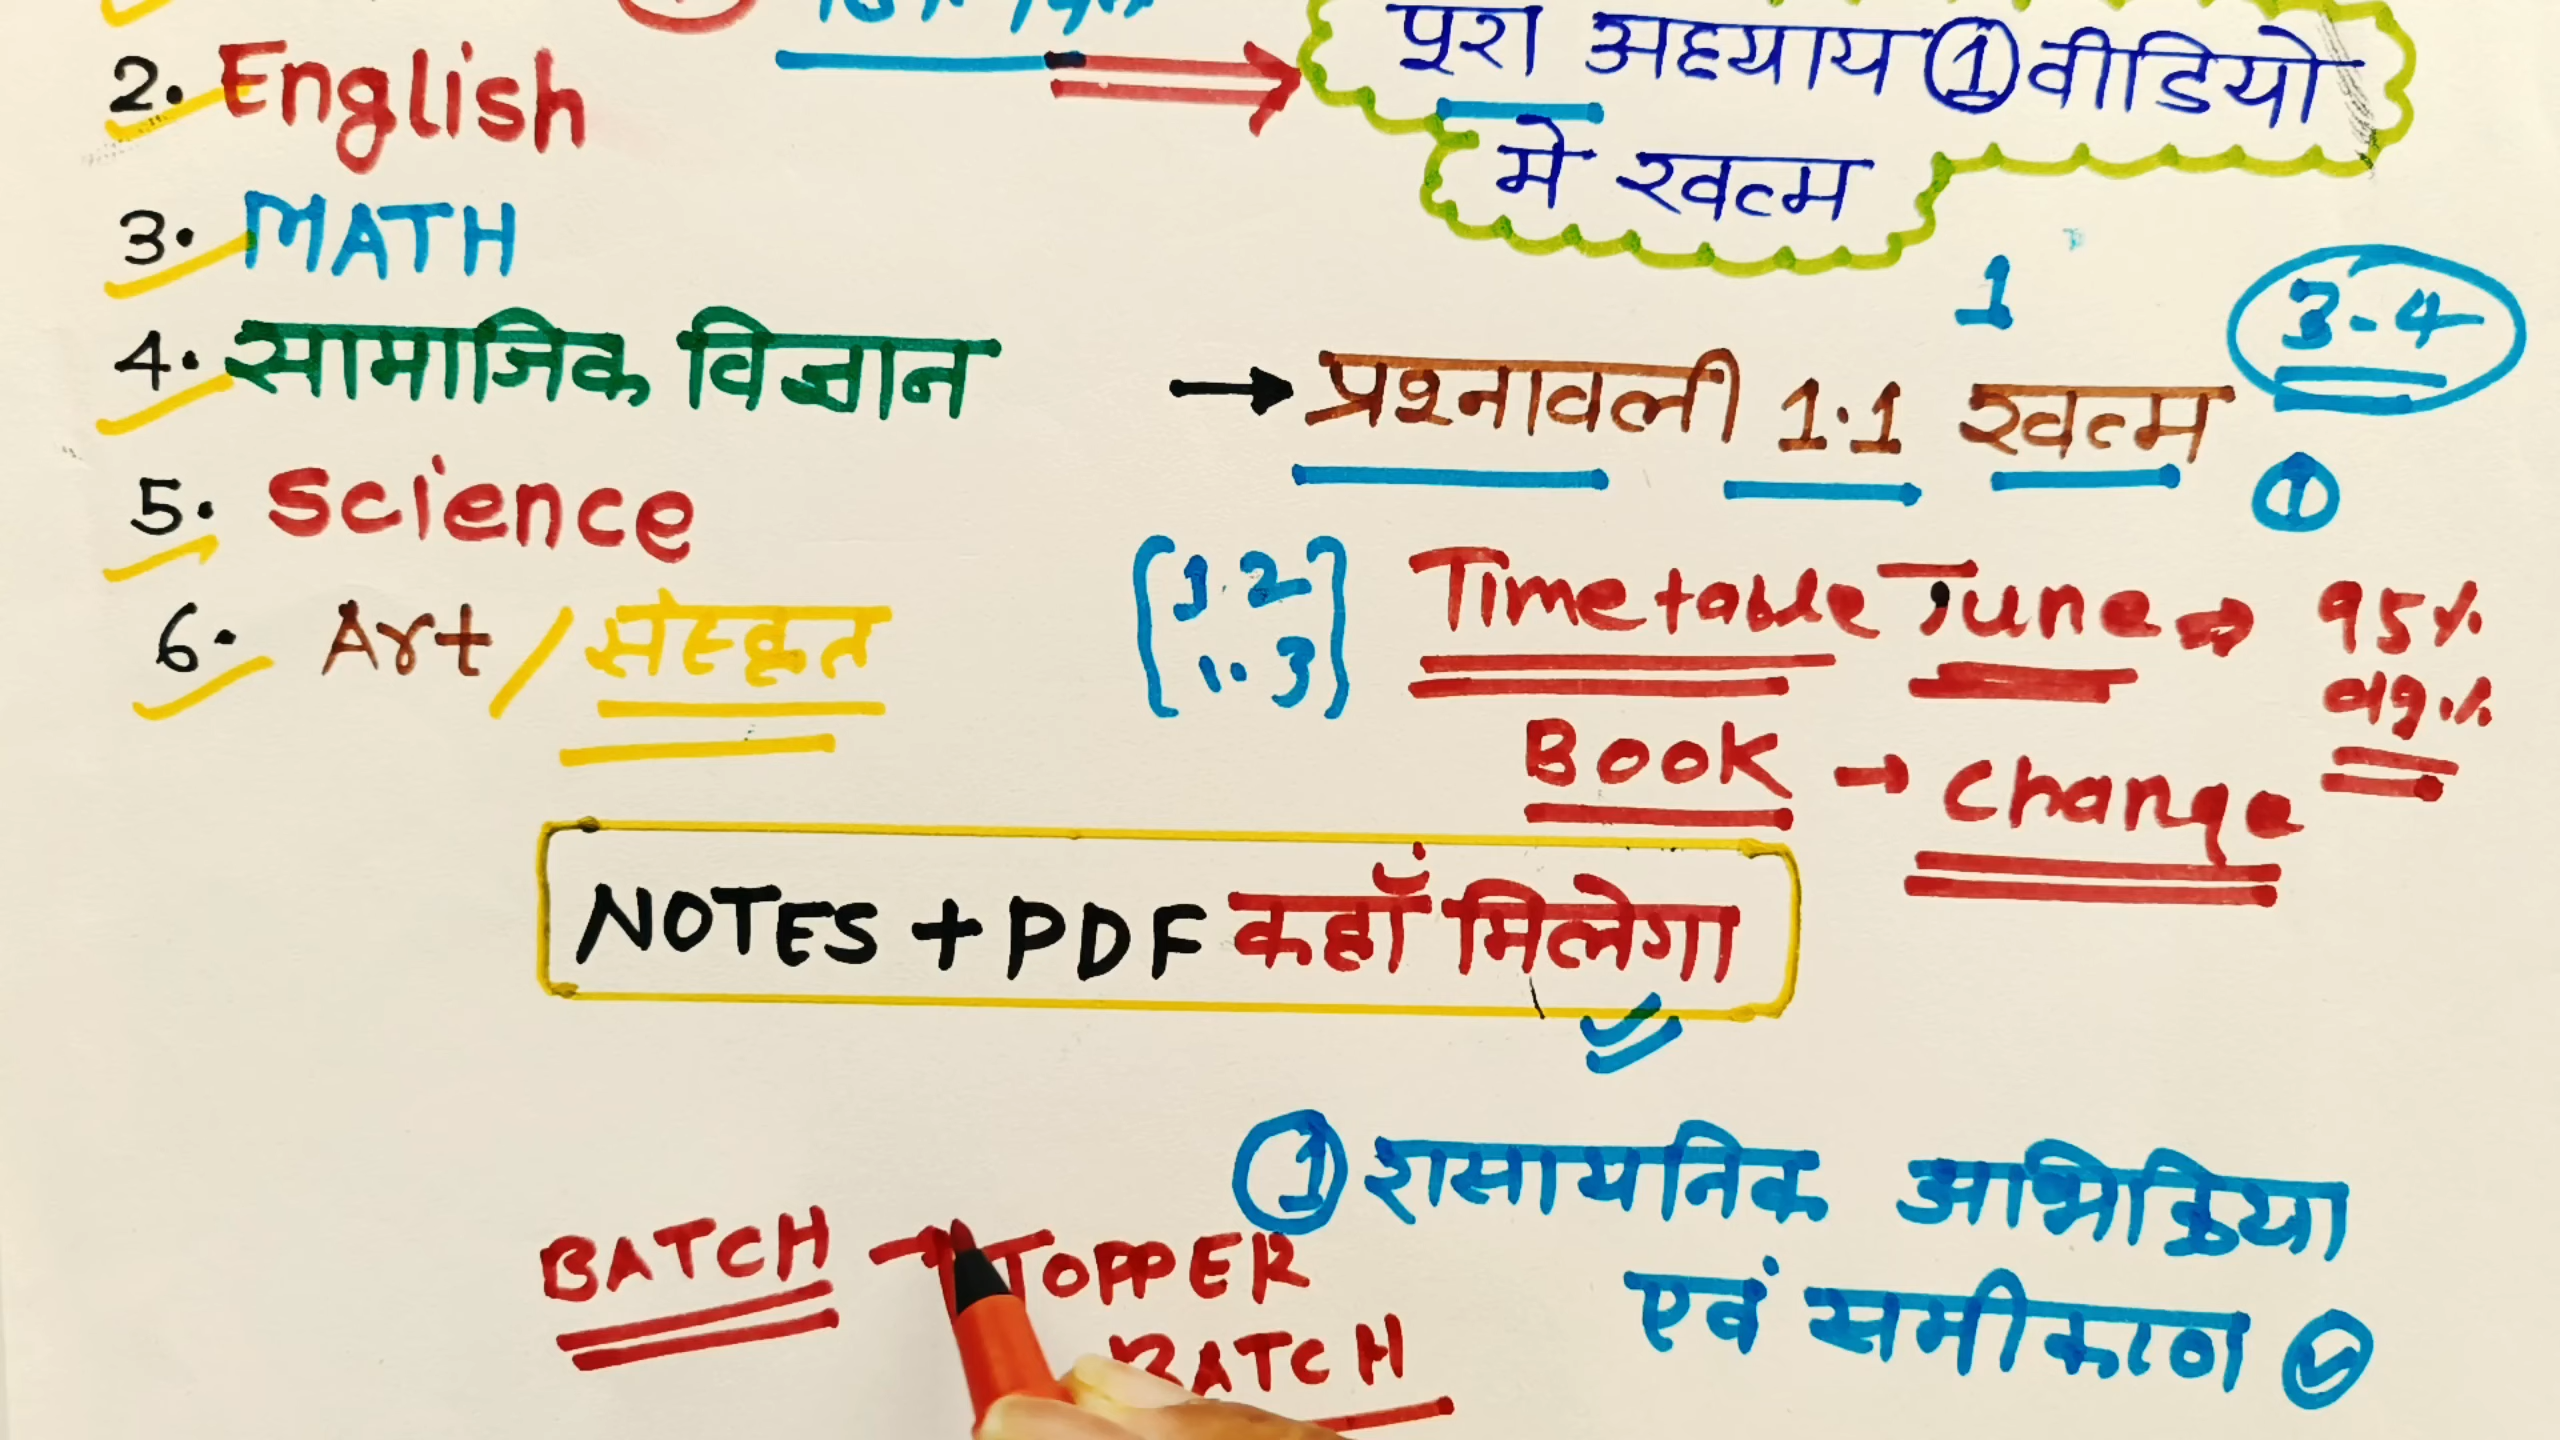 पूरा अध्याय 1 वीडियो
मे खत्म
2. English
3. MATH
1
3-4
4. सामाजिक विज्ञान
→ प्रश्नावली 1.1 खत्म
1
5. Science
1.2
1.3
Timetable June → 95%
6. Art / संस्कृत
Book → Change
NOTES + PDF कहाँ मिलेगा
1 रासायनिक अभिक्रिया
एवं समीकरण
BATCH → TOPPER
BATCH